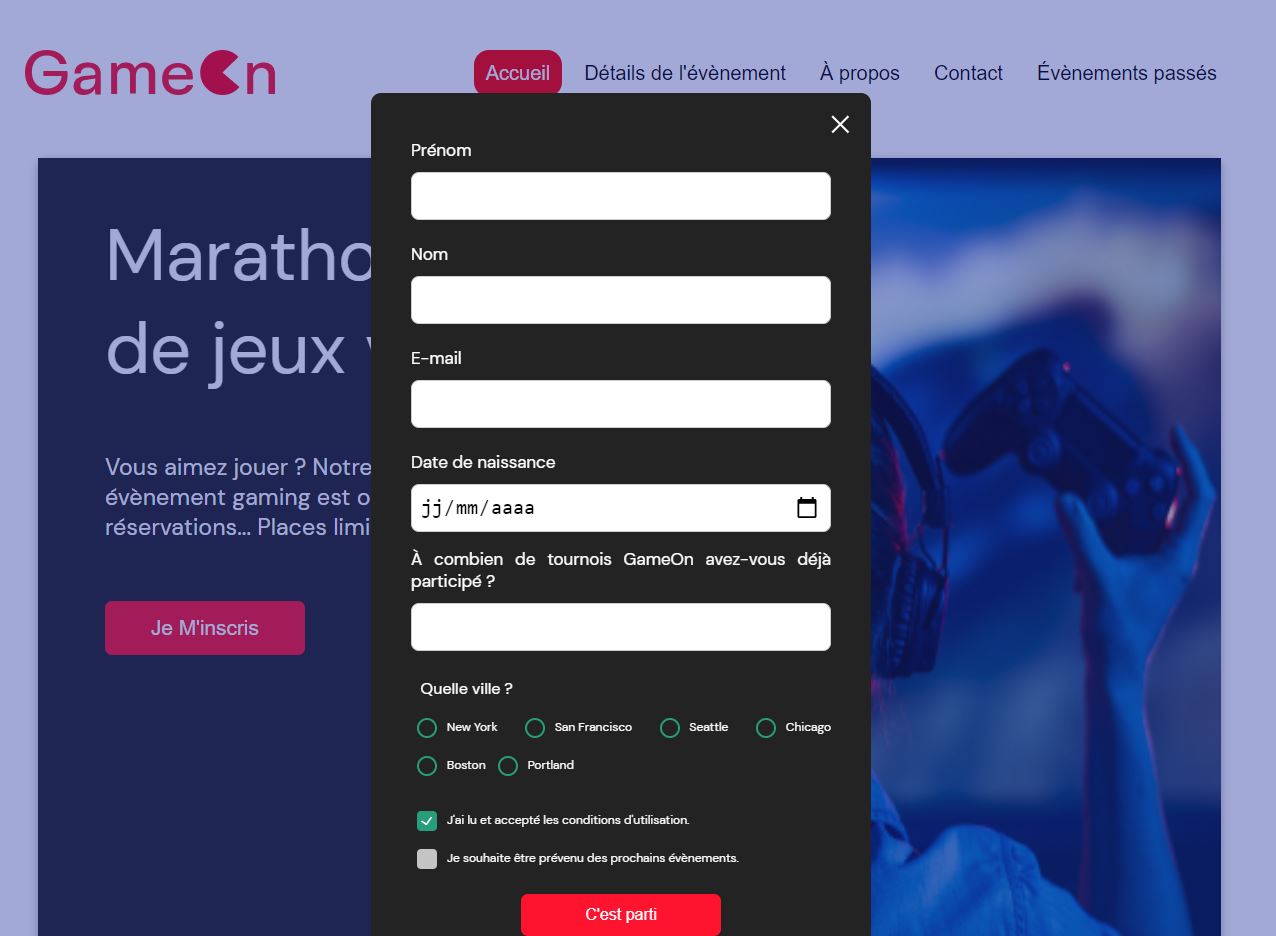 GameOn
Accueil
Détails de l'évènement
À propos
Contact
Évènements passés
Maratho
de jeux
Vous aimez jouer ? Notre
évènement gaming est o
réservations... Places limi
Je M'inscris
Prénom
Nom
E-mail
Date de naissance
jj/mm/aaaa
À combien de tournois GameOn avez-vous déjà
participé ?
Quelle ville ?
New York San Francisco Seattle Chicago
Boston Portland
J'ai lu et accepté les conditions d'utilisation.
Je souhaite être prévenu des prochains évènements.
C'est parti